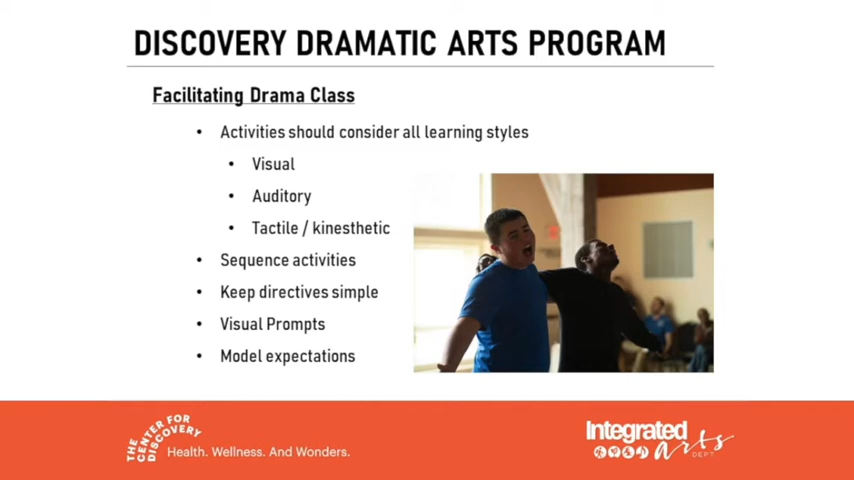 DISCOVERY DRAMATIC ARTS PROGRAM
Facilitating Drama Class
• Activities should consider all learning styles
• Visual
• Auditory
• Tactile / kinesthetic
• Sequence activities
• Keep directives simple
• Visual Prompts
• Model expectations
THE CENTER FOR DISCOVERY
Health. Wellness. And Wonders.
Integrated
arts
DEPT